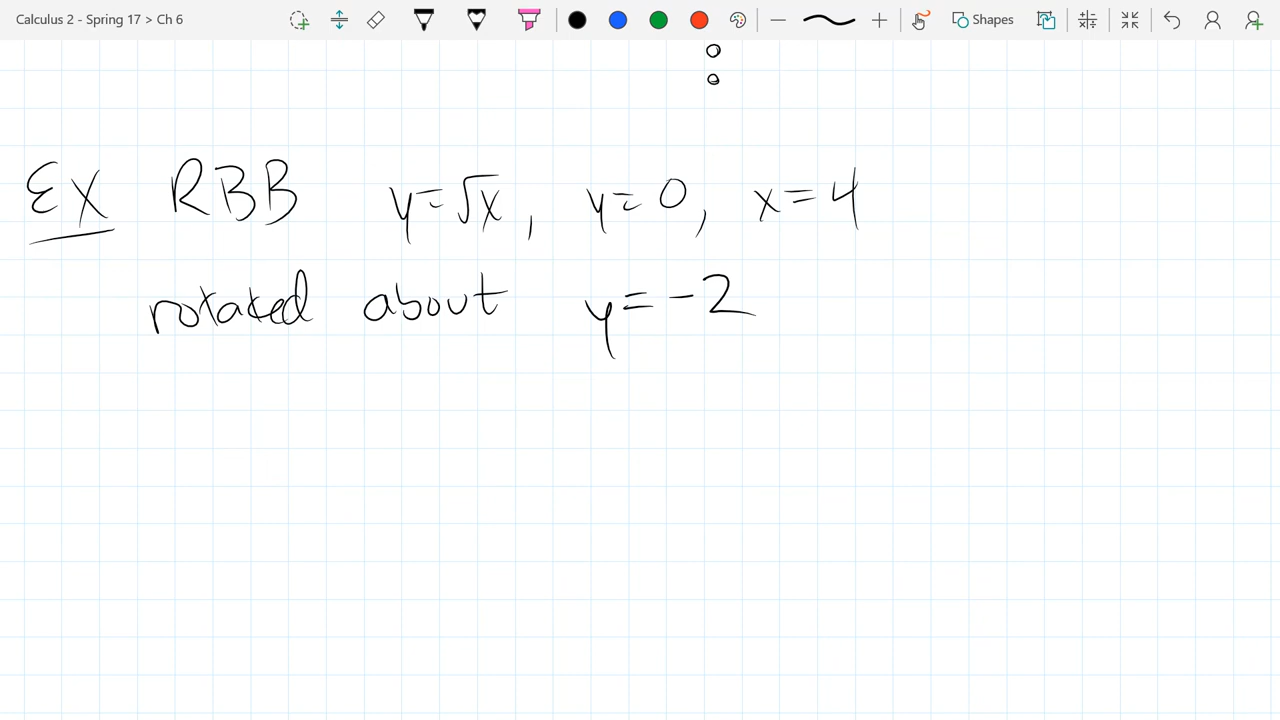 Calculus 2 - Spring 17 > Ch 6
Shapes
EX RBB y=√x, y=0, x=4
rotated about y=-2